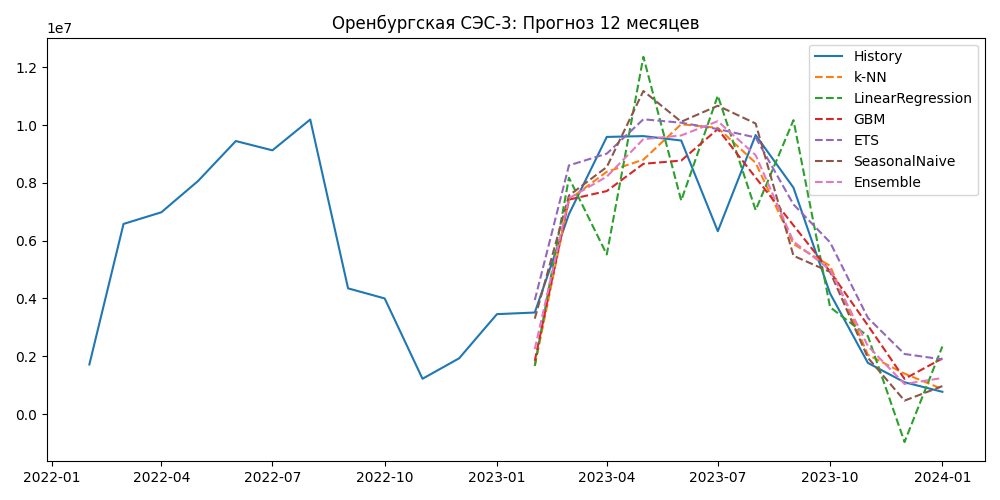 Оренбургская СЭС-3: Прогноз 12 месяцев
1e7
History
k-NN
LinearRegression
GBM
ETS
SeasonalNaive
Ensemble
1.2
1.0
0.8
0.6
0.4
0.2
0.0
2022-01 2022-04 2022-07 2022-10 2023-01 2023-04 2023-07 2023-10 2024-01